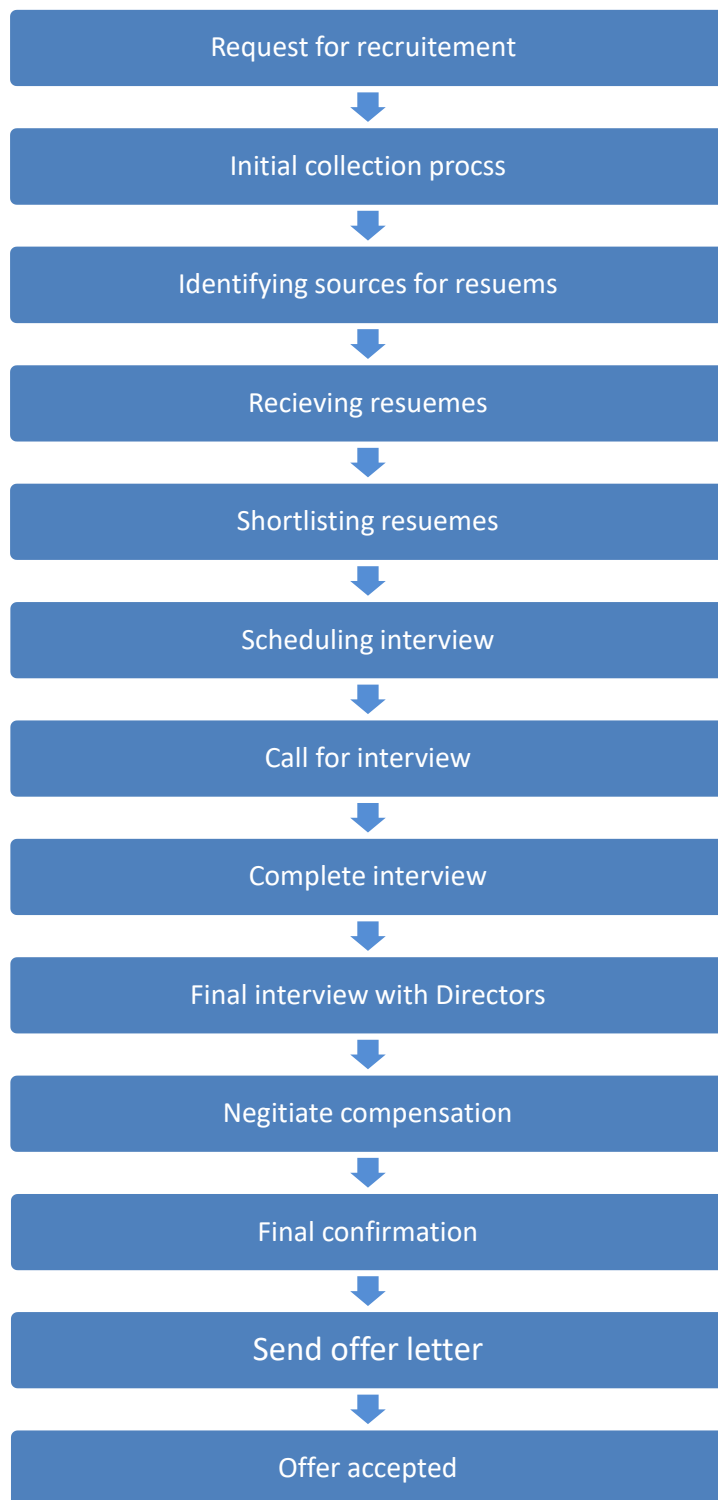 Request for recruitement
Initial collection procss
Identifying sources for resuems
Recieving resuemes
Shortlisting resuemes
Scheduling interview
Call for interview
Complete interview
Final interview with Directors
Negitiate compensation
Final confirmation
Send offer letter
Offer accepted